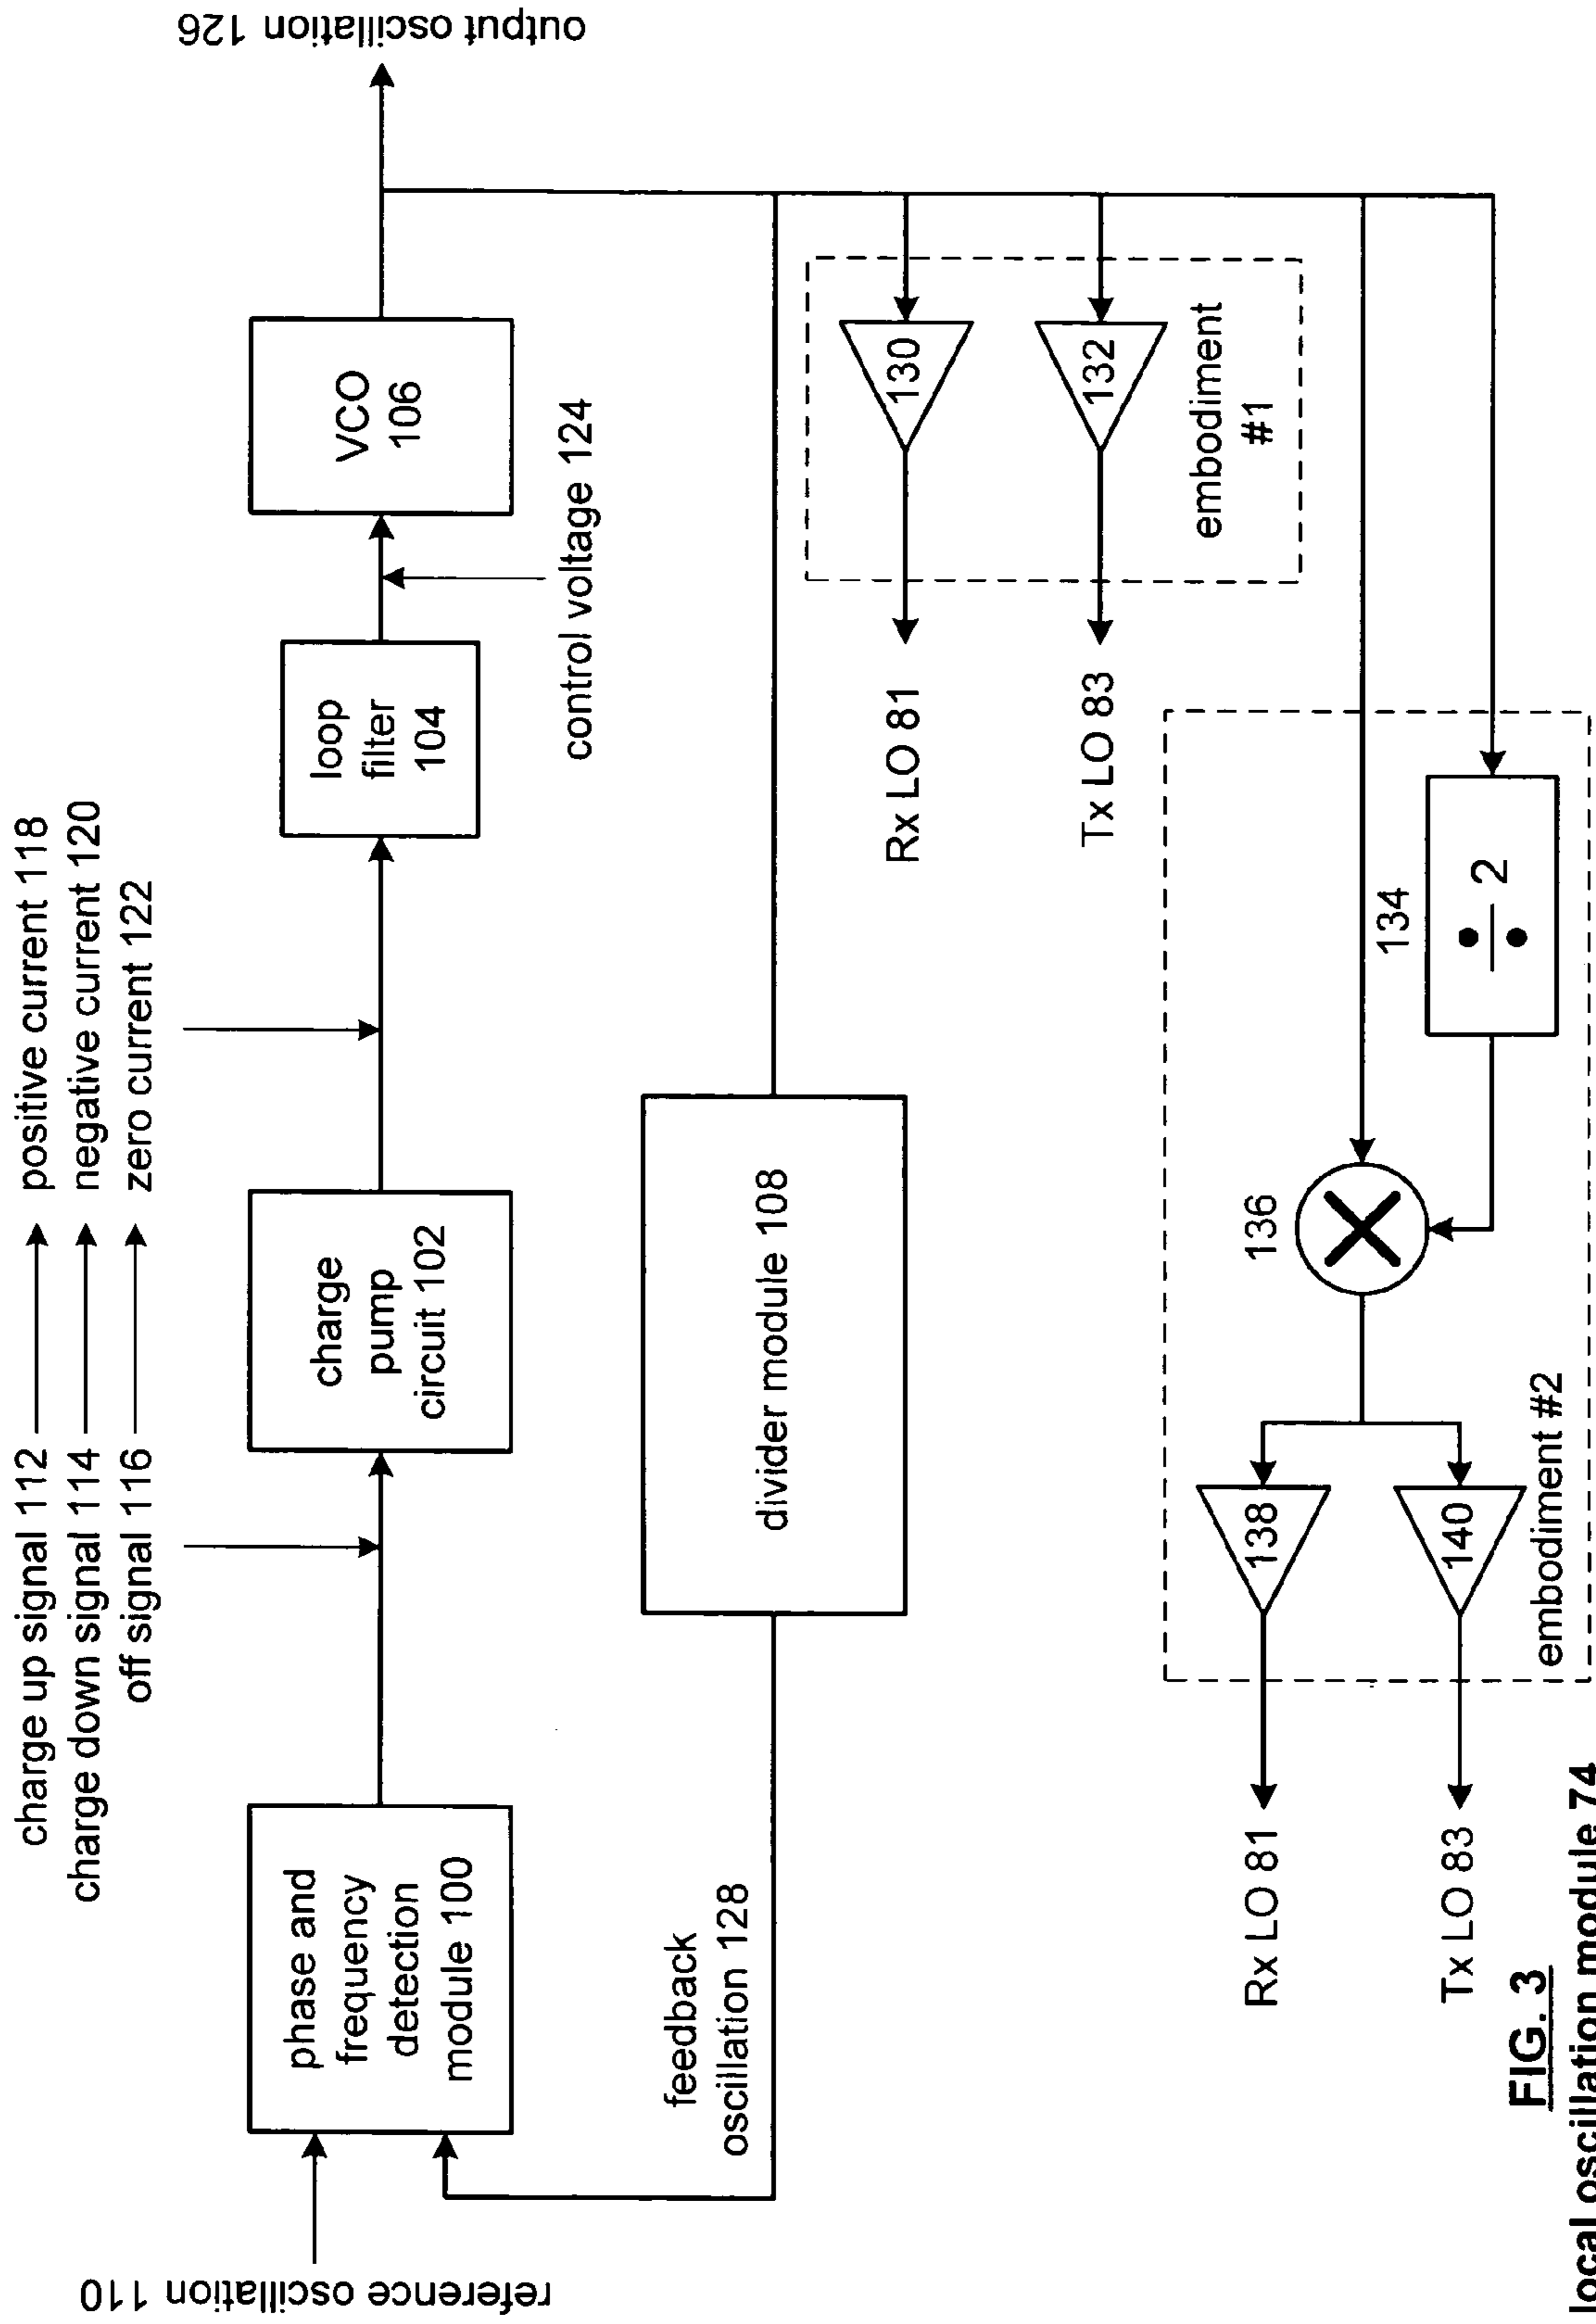 charge up signal 112
positive current 118
charge down signal 114
negative current 120
off signal 116
zero current 122
reference oscillation 110
phase and
frequency
detection
module 100
charge
pump
circuit 102
loop
filter
104
VCO
106
output oscillation 126
control voltage 124
feedback
oscillation 128
divider module 108
130
Rx LO 81
132
Tx LO 83
embodiment
#1
136
134
÷ 2
138
Rx LO 81
140
Tx LO 83
embodiment #2
FIG. 3
local oscillation module 74